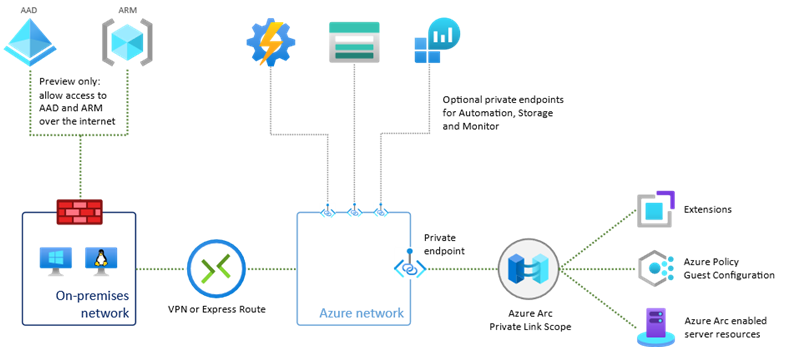 AAD
ARM
Preview only:
allow access to
AAD and ARM
over the internet
Optional private endpoints
for Automation, Storage
and Monitor
On-premises
network
VPN or Express Route
Azure network
Private
endpoint
Azure Arc
Private Link Scope
Extensions
Azure Policy
Guest Configuration
Azure Arc enabled
server resources